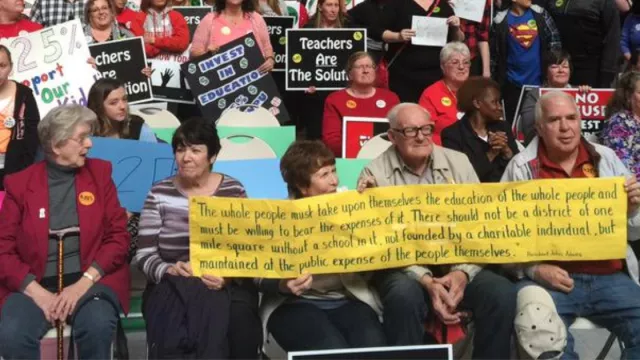 25%
Support Our
Kids
Teachers
Are
INVEST IN
EDUCATION
Teachers
Are The
Solution
NO
"The whole people must take upon themselves the education of the whole people and
must be willing to bear the expenses of it. There should not be a district of one
mile square without a school in it, not founded by a charitable individual, but
maintained at the public expense of the people themselves."
President John Adams